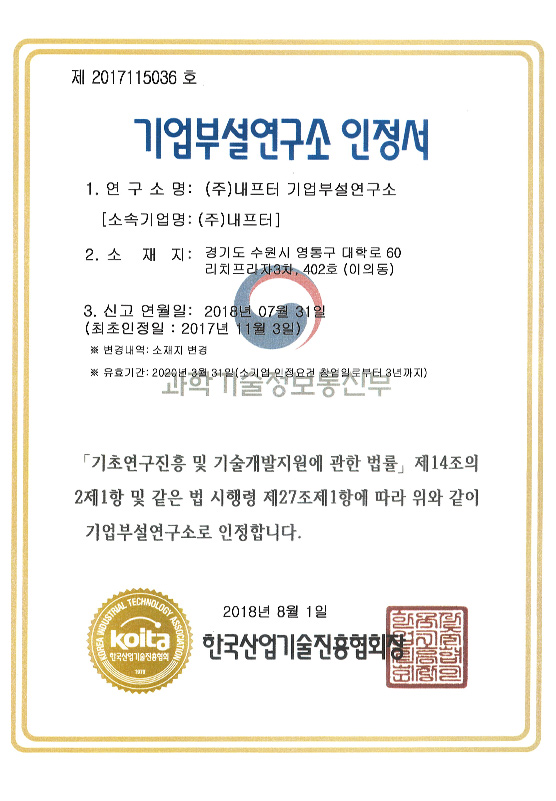 제 2017115036 호
기업부설연구소 인정서
1. 연 구 소 명: (주)내프터 기업부설연구소
[소속기업명: (주)내프터]
2. 소 재 지: 경기도 수원시 영통구 대학로 60
리치프라자3차, 402호 (이의동)
3. 신고 연월일: 2018년 07월 31일
(최초인정일 : 2017년 11월 3일)
※ 변경내역: 소재지 변경
※ 유효기간: 2020년 3월 31일(소기업 인정요건 창업일로부터 3년까지)
과학기술정보통신부
「기초연구진흥 및 기술개발지원에 관한 법률」 제14조의
2제1항 및 같은 법 시행령 제27조제1항에 따라 위와 같이
기업부설연구소로 인정합니다.
2018년 8월 1일
한국산업기술진흥협회장
KOREA INDUSTRIAL TECHNOLOGY ASSOCIATION
koita
한국산업기술진흥협회
1979